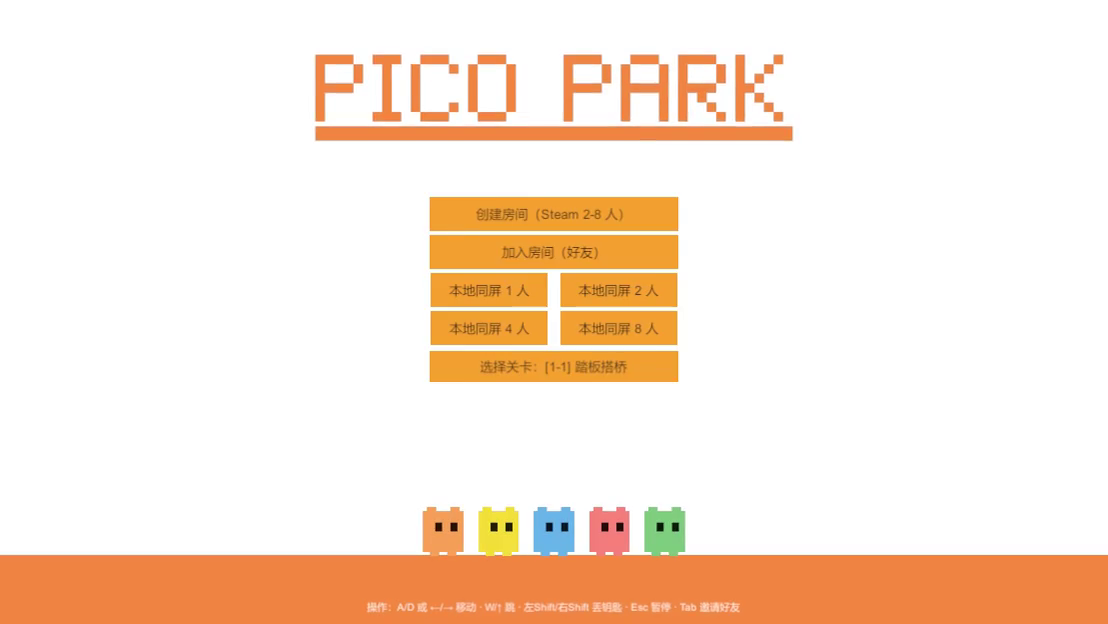 PICO PARK
创建房间（Steam 2-8 人）
加入房间（好友）
本地同屏 1 人
本地同屏 2 人
本地同屏 4 人
本地同屏 8 人
选择关卡：[1-1] 踏板搭桥
操作：A/D 或 ←/→ 移动 · W/↑ 跳 · 左Shift/右Shift 丢钥匙 · Esc 暂停 · Tab 邀请好友